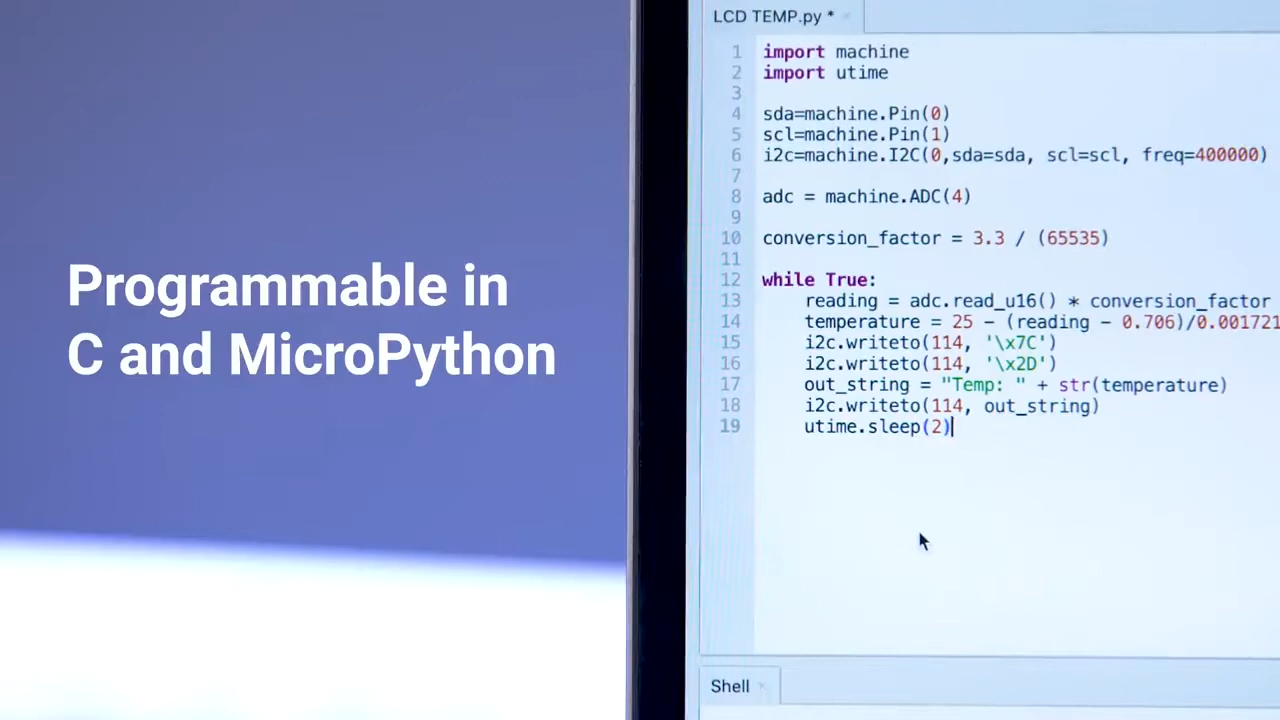 Programmable in
C and MicroPython
LCD TEMP.py *
1 import machine
2 import utime
3
4 sda=machine.Pin(0)
5 scl=machine.Pin(1)
6 i2c=machine.I2C(0,sda=sda, scl=scl, freq=400000)
7
8 adc = machine.ADC(4)
9
10 conversion_factor = 3.3 / (65535)
11
12 while True:
13     reading = adc.read_u16() * conversion_factor
14     temperature = 25 - (reading - 0.706)/0.001721
15     i2c.writeto(114, '\x7C')
16     i2c.writeto(114, '\x2D')
17     out_string = "Temp: " + str(temperature)
18     i2c.writeto(114, out_string)
19     utime.sleep(2)
Shell